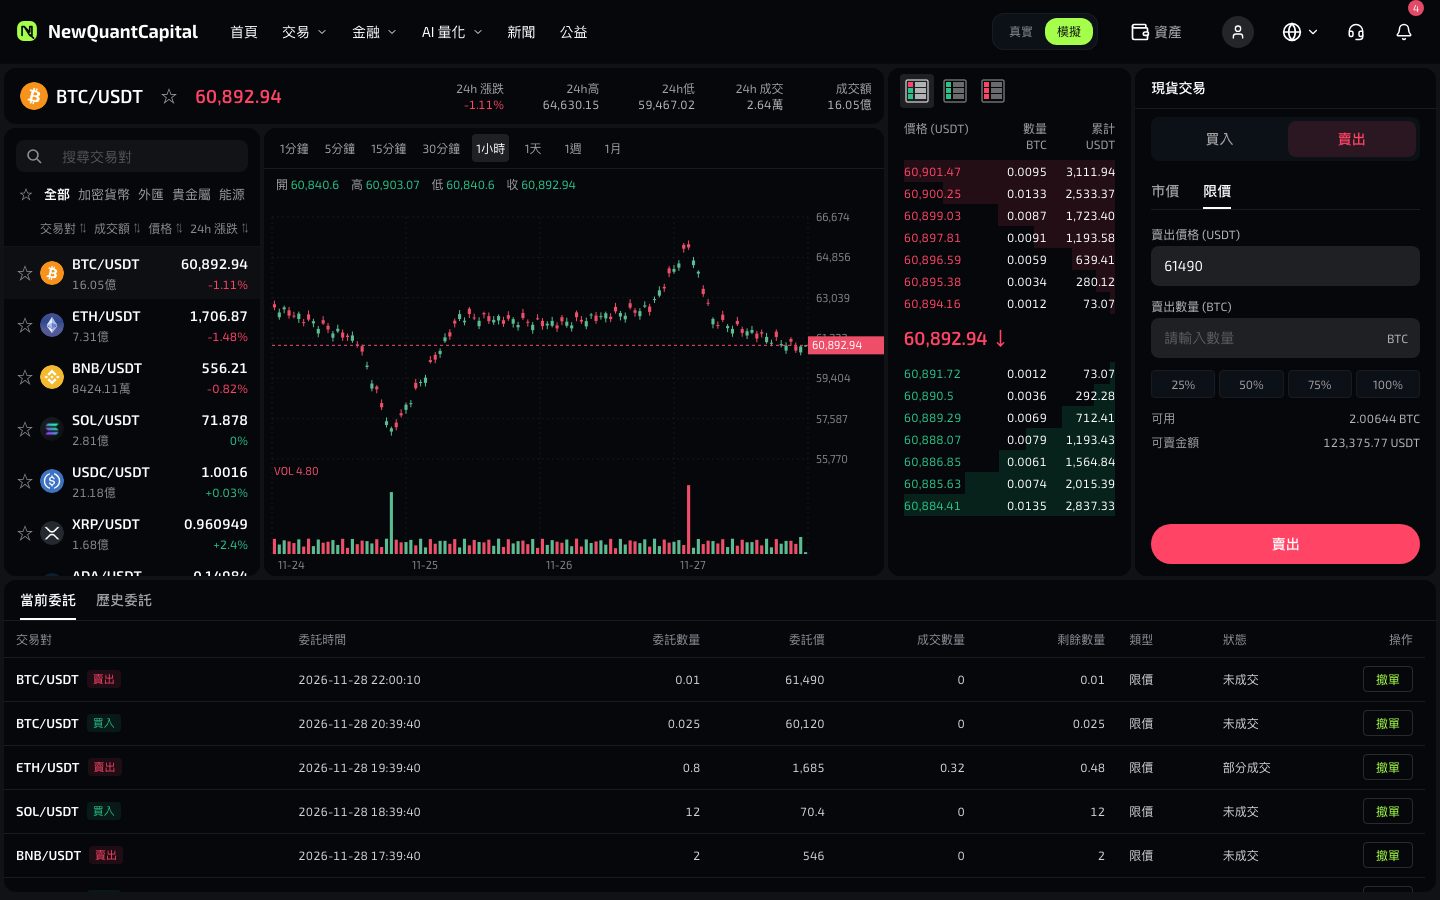 NewQuantCapital 首頁 交易 金融 AI 量化 新聞 公益 真實 模擬 資產 4
BTC/USDT 60,892.94
24h 漲跌 -1.11%
24h高 64,630.15
24h低 59,467.02
24h 成交 2.64萬
成交額 16.05億
搜尋交易對
全部 加密貨幣 外匯 貴金屬 能源
交易對 成交額 價格 24h 漲跌
BTC/USDT 60,892.94
16.05億 -1.11%
ETH/USDT 1,706.87
7.31億 -1.48%
BNB/USDT 556.21
8424.11萬 -0.82%
SOL/USDT 71.878
2.81億 0%
USDC/USDT 1.0016
21.18億 +0.03%
XRP/USDT 0.960949
1.68億 +2.4%
1分鐘 5分鐘 15分鐘 30分鐘 1小時 1天 1週 1月
開 60,840.6 高 60,903.07 低 60,840.6 收 60,892.94
66,674
64,856
63,039
60,892.94
59,404
57,587
55,770
VOL 4.80
11-24 11-25 11-26 11-27
價格 (USDT) 數量 累計
BTC USDT
60,901.47 0.0095 3,111.94
60,900.25 0.0133 2,533.37
60,899.03 0.0087 1,723.40
60,897.81 0.0091 1,193.58
60,896.59 0.0059 639.41
60,895.38 0.0034 280.12
60,894.16 0.0012 73.07
60,892.94 ↓
60,891.72 0.0012 73.07
60,890.5 0.0036 292.28
60,889.29 0.0069 712.41
60,888.07 0.0079 1,193.43
60,886.85 0.0061 1,564.84
60,885.63 0.0074 2,015.39
60,884.41 0.0135 2,837.33
現貨交易
買入 賣出
市價 限價
賣出價格 (USDT)
61490
賣出數量 (BTC)
請輸入數量 BTC
25% 50% 75% 100%
可用 2.00644 BTC
可賣金額 123,375.77 USDT
賣出
當前委託 歷史委託
交易對 委託時間 委託數量 委託價 成交數量 剩餘數量 類型 狀態 操作
BTC/USDT 賣出 2026-11-28 22:00:10 0.01 61,490 0 0.01 限價 未成交 撤單
BTC/USDT 買入 2026-11-28 20:39:40 0.025 60,120 0 0.025 限價 未成交 撤單
ETH/USDT 賣出 2026-11-28 19:39:40 0.8 1,685 0.32 0.48 限價 部分成交 撤單
SOL/USDT 買入 2026-11-28 18:39:40 12 70.4 0 12 限價 未成交 撤單
BNB/USDT 賣出 2026-11-28 17:39:40 2 546 0 2 限價 未成交 撤單